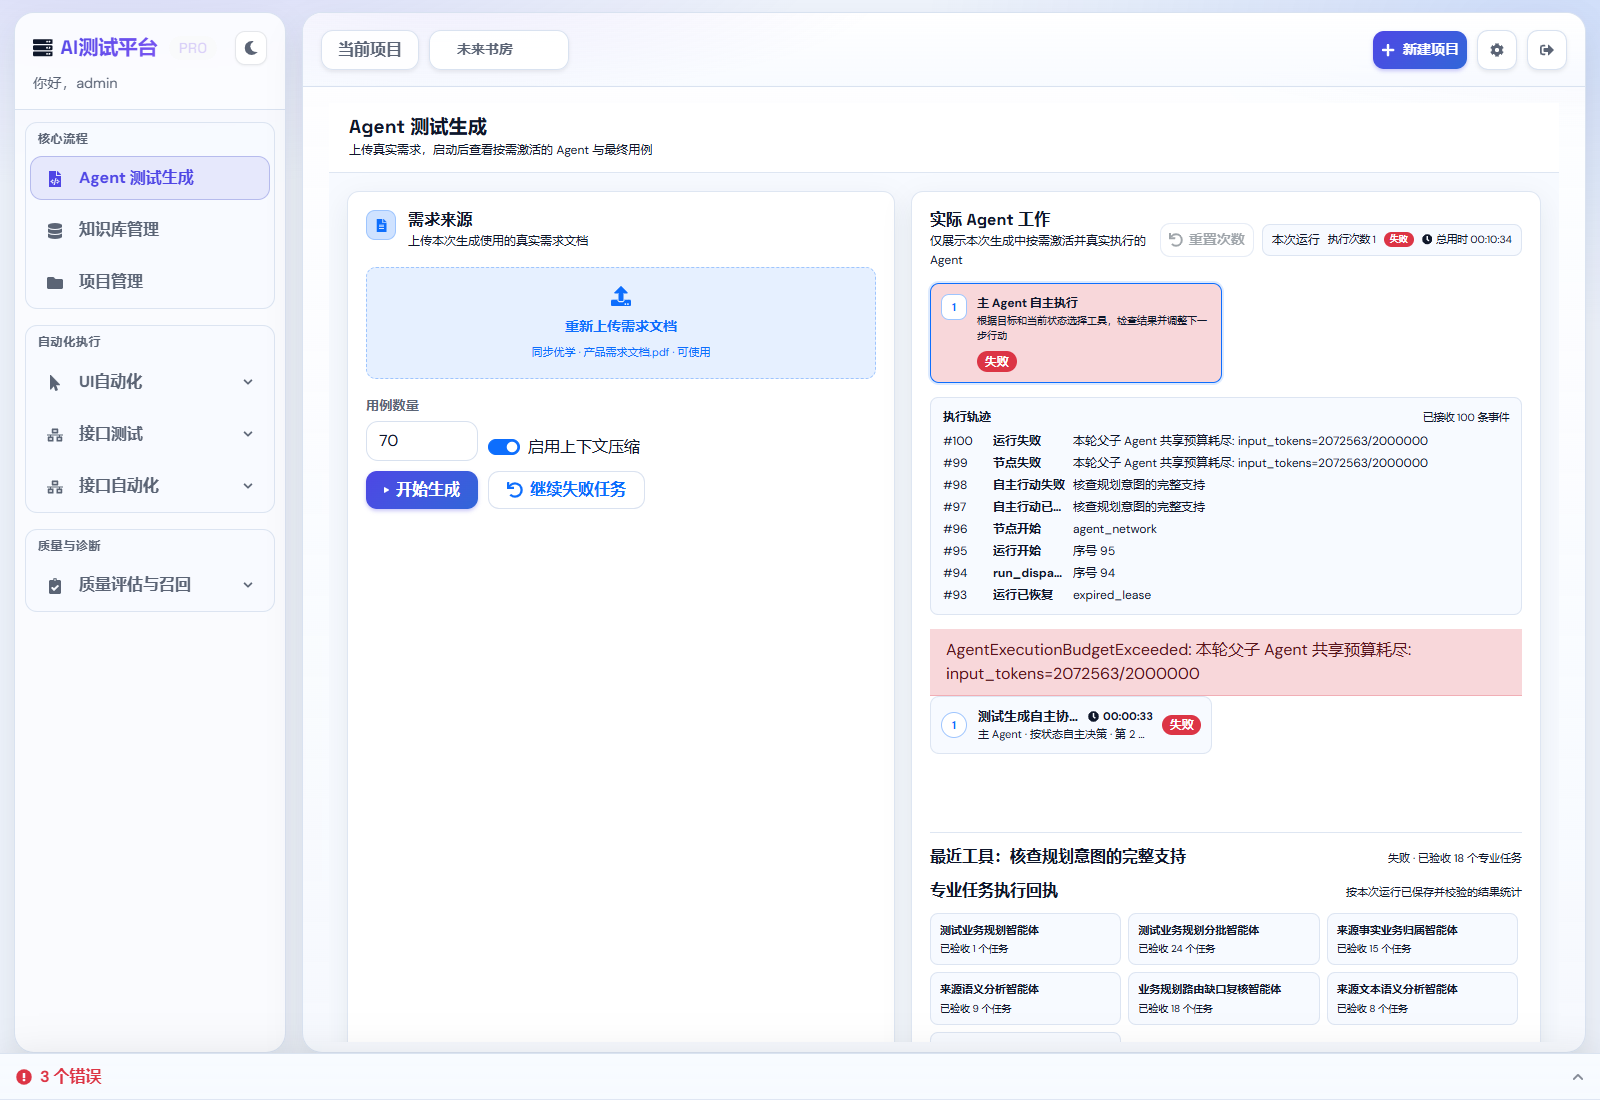 AI测试平台 PRO
你好，admin
核心流程
Agent 测试生成
知识库管理
项目管理
自动化执行
UI自动化
接口测试
接口自动化
质量与诊断
质量评估与召回
当前项目
未来书房
新建项目
Agent 测试生成
上传真实需求，启动后查看按需激活的 Agent 与最终用例
需求来源
上传本次生成使用的真实需求文档
重新上传需求文档
同步优学 · 产品需求文档.pdf · 可使用
用例数量
70
启用上下文压缩
开始生成
继续失败任务
实际 Agent 工作
仅展示本次生成中按需激活并真实执行的
Agent
重置次数
本次运行 执行次数 1 失败 总用时 00:10:34
1
主 Agent 自主执行
根据目标和当前状态选择工具，检查结果并调整下一
步行动
失败
执行轨迹 已接收 100 条事件
#100 运行失败 本轮父子 Agent 共享预算耗尽: input_tokens=2072563/2000000
#99 节点失败 本轮父子 Agent 共享预算耗尽: input_tokens=2072563/2000000
#98 自主行动失败 核查规划意图的完整支持
#97 自主行动已... 核查规划意图的完整支持
#96 节点开始 agent_network
#95 运行开始 序号 95
#94 run_dispa... 序号 94
#93 运行已恢复 expired_lease
AgentExecutionBudgetExceeded: 本轮父子 Agent 共享预算耗尽:
input_tokens=2072563/2000000
1
测试生成自主协... 00:00:33
主 Agent · 按状态自主决策 · 第 2 ...
失败
最近工具：核查规划意图的完整支持 失败 · 已验收 18 个专业任务
专业任务执行回执 按本次运行已保存并校验的结果统计
测试业务规划智能体
已验收 1 个任务
测试业务规划分批智能体
已验收 24 个任务
来源事实业务归属智能体
已验收 15 个任务
来源语义分析智能体
已验收 9 个任务
业务规划路由缺口复核智能体
已验收 18 个任务
来源文本语义分析智能体
已验收 8 个任务
3 个错误